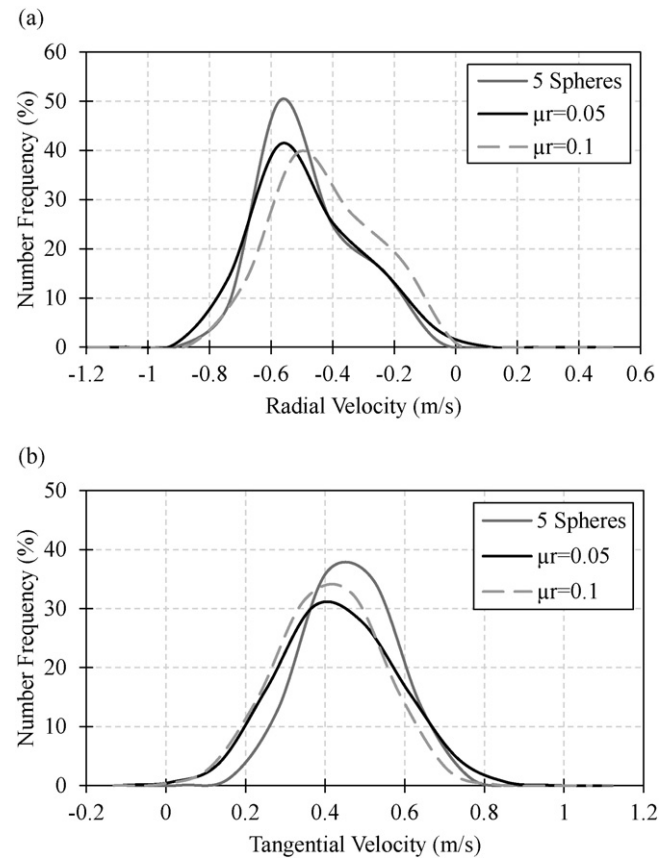 (a)
Number Frequency (%)
60
50
40
30
20
10
0
-1.2 -1 -0.8 -0.6 -0.4 -0.2 0 0.2 0.4 0.6
Radial Velocity (m/s)
5 Spheres
µr=0.05
µr=0.1
(b)
Number Frequency (%)
50
40
30
20
10
0
-0.2 0 0.2 0.4 0.6 0.8 1 1.2
Tangential Velocity (m/s)
5 Spheres
µr=0.05
µr=0.1